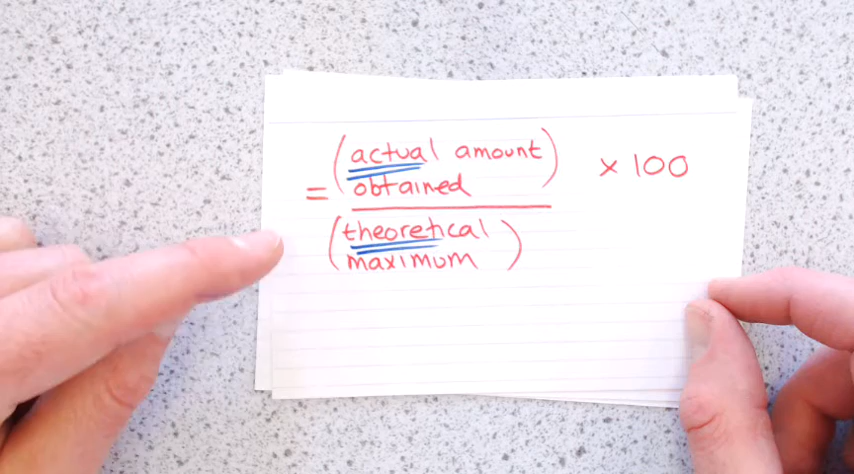 = (actual amount
obtained) × 100
(theoretical
maximum)